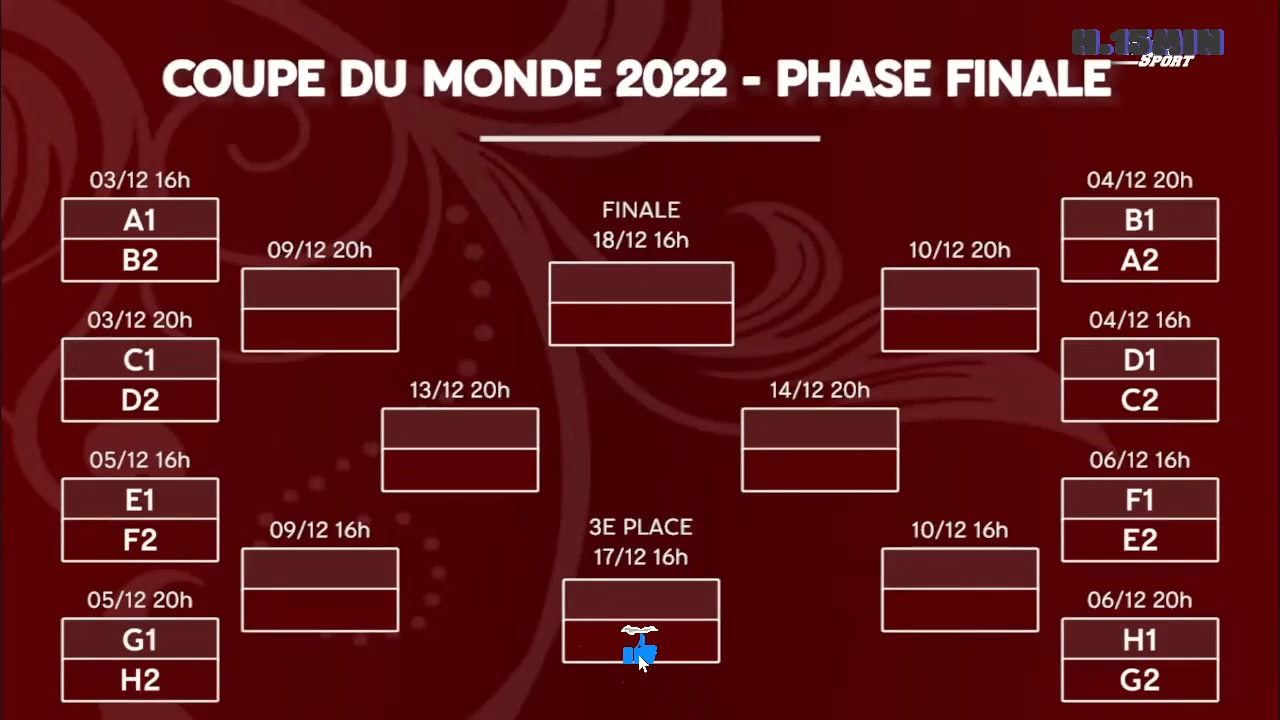 H.15MIN
SPORT
COUPE DU MONDE 2022 - PHASE FINALE
03/12 16h
A1
B2
03/12 20h
C1
D2
05/12 16h
E1
F2
05/12 20h
G1
H2
09/12 20h
09/12 16h
13/12 20h
FINALE
18/12 16h
3E PLACE
17/12 16h
14/12 20h
10/12 20h
10/12 16h
04/12 20h
B1
A2
04/12 16h
D1
C2
06/12 16h
F1
E2
06/12 20h
H1
G2